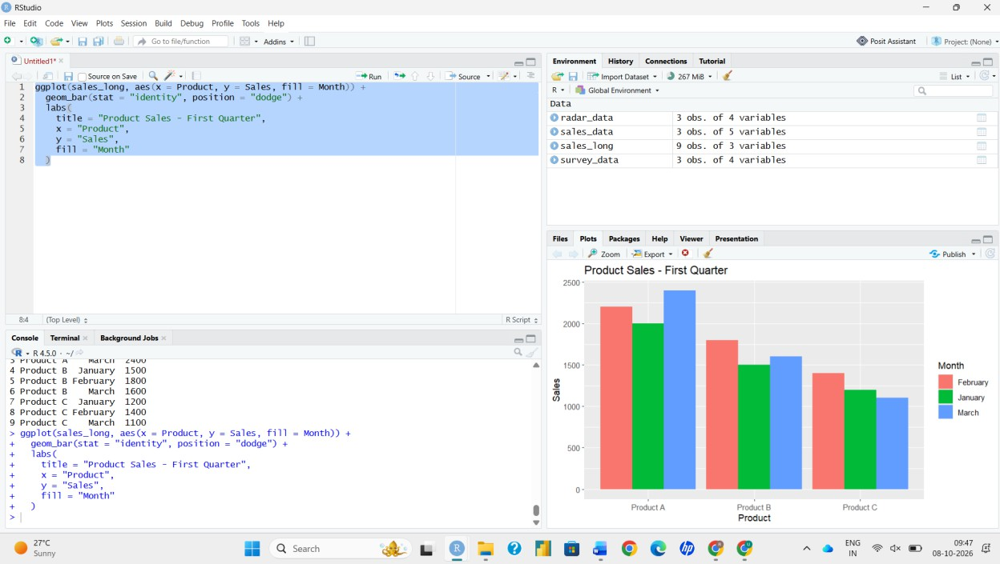 RStudio
File Edit Code View Plots Session Build Debug Profile Tools Help
Go to file/function Addins Posit Assistant Project: (None)
Untitled1*
Source on Save Run Source
1 ggplot(sales_long, aes(x = Product, y = Sales, fill = Month)) +
2 geom_bar(stat = "identity", position = "dodge") +
3 labs(
4 title = "Product Sales - First Quarter",
5 x = "Product",
6 y = "Sales",
7 fill = "Month"
8 )
8:4 (Top Level) R Script
Console Terminal Background Jobs
R 4.5.0 · ~/
3 Product A March 2400
4 Product B January 1500
5 Product B February 1800
6 Product B March 1600
7 Product C January 1200
8 Product C February 1400
9 Product C March 1100
> ggplot(sales_long, aes(x = Product, y = Sales, fill = Month)) +
+ geom_bar(stat = "identity", position = "dodge") +
+ labs(
+ title = "Product Sales - First Quarter",
+ x = "Product",
+ y = "Sales",
+ fill = "Month"
+ )
>
Environment History Connections Tutorial
Import Dataset 267 MiB List
R Global Environment
Data
radar_data 3 obs. of 4 variables
sales_data 3 obs. of 5 variables
sales_long 9 obs. of 3 variables
survey_data 3 obs. of 4 variables
Files Plots Packages Help Viewer Presentation
Zoom Export Publish
Product Sales - First Quarter
2500
2000
1500
1000
500
0
Sales
Product A Product B Product C
Product
Month
February
January
March
27°C
Sunny
Search
ENG
IN
09:47
08-10-2026